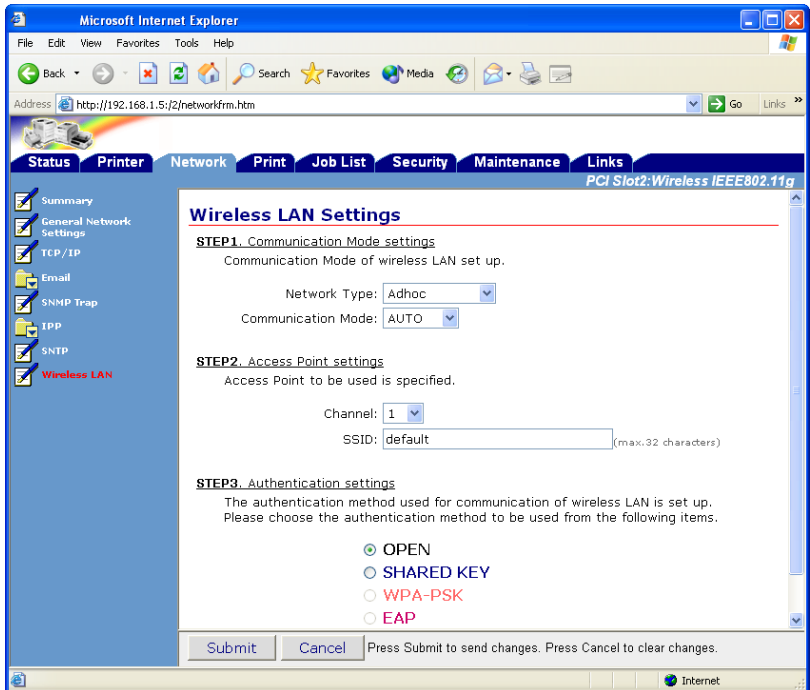 Microsoft Internet Explorer
File Edit View Favorites Tools Help
Back Search Favorites Media
Address http://192.168.1.5:/2/networkfrm.htm Go Links »
Status Printer Network Print Job List Security Maintenance Links
PCI Slot2:Wireless IEEE802.11g
Summary
General Network
Settings
TCP/IP
Email
SNMP Trap
IPP
SNTP
Wireless LAN
Wireless LAN Settings
STEP1. Communication Mode settings
Communication Mode of wireless LAN set up.
Network Type: Adhoc
Communication Mode: AUTO
STEP2. Access Point settings
Access Point to be used is specified.
Channel: 1
SSID: default (max.32 characters)
STEP3. Authentication settings
The authentication method used for communication of wireless LAN is set up.
Please choose the authentication method to be used from the following items.
OPEN
SHARED KEY
WPA-PSK
EAP
Submit Cancel Press Submit to send changes. Press Cancel to clear changes.
Internet